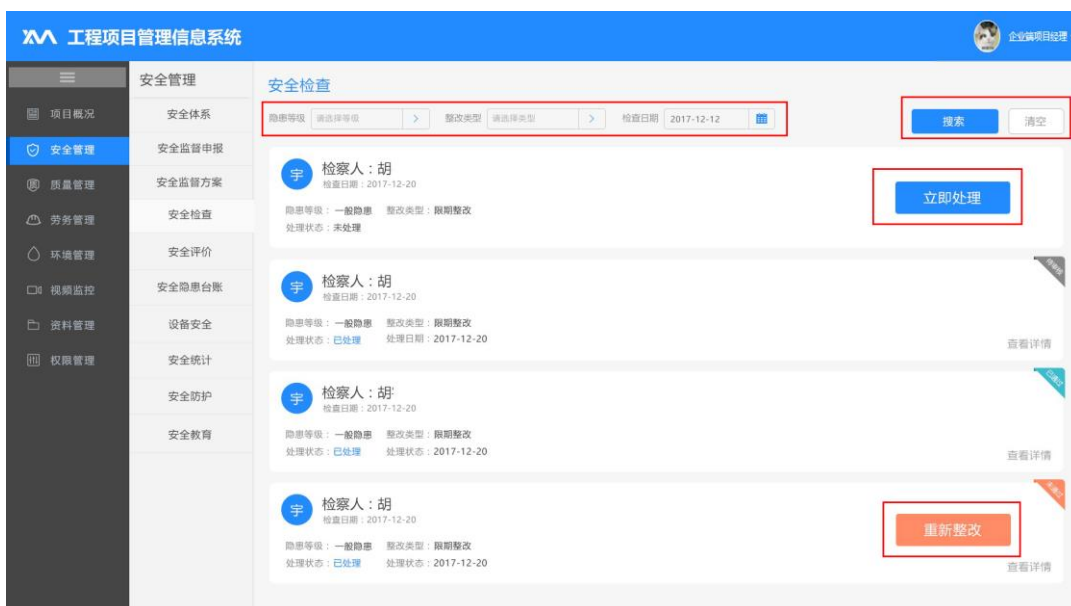 工程项目管理信息系统
企业端项目经理
安全管理
安全检查
项目概况
安全管理
质量管理
劳务管理
环境管理
视频监控
资料管理
权限管理
安全体系
安全监督申报
安全监督方案
安全检查
安全评价
安全隐患台账
设备安全
安全统计
安全防护
安全教育
隐患等级 请选择等级 > 整改类型 请选择类型 > 检查日期 2017-12-12
搜索 清空
宇 检察人：胡
检查日期：2017-12-20
隐患等级：一般隐患 整改类型：限期整改
处理状态：未处理
立即处理
待审核
宇 检察人：胡
检查日期：2017-12-20
隐患等级：一般隐患 整改类型：限期整改
处理状态：已处理 处理日期：2017-12-20
查看详情
已通过
宇 检察人：胡
检查日期：2017-12-20
隐患等级：一般隐患 整改类型：限期整改
处理状态：已处理 处理状态：2017-12-20
查看详情
未通过
宇 检察人：胡
检查日期：2017-12-20
隐患等级：一般隐患 整改类型：限期整改
处理状态：已处理 处理状态：2017-12-20
重新整改
查看详情